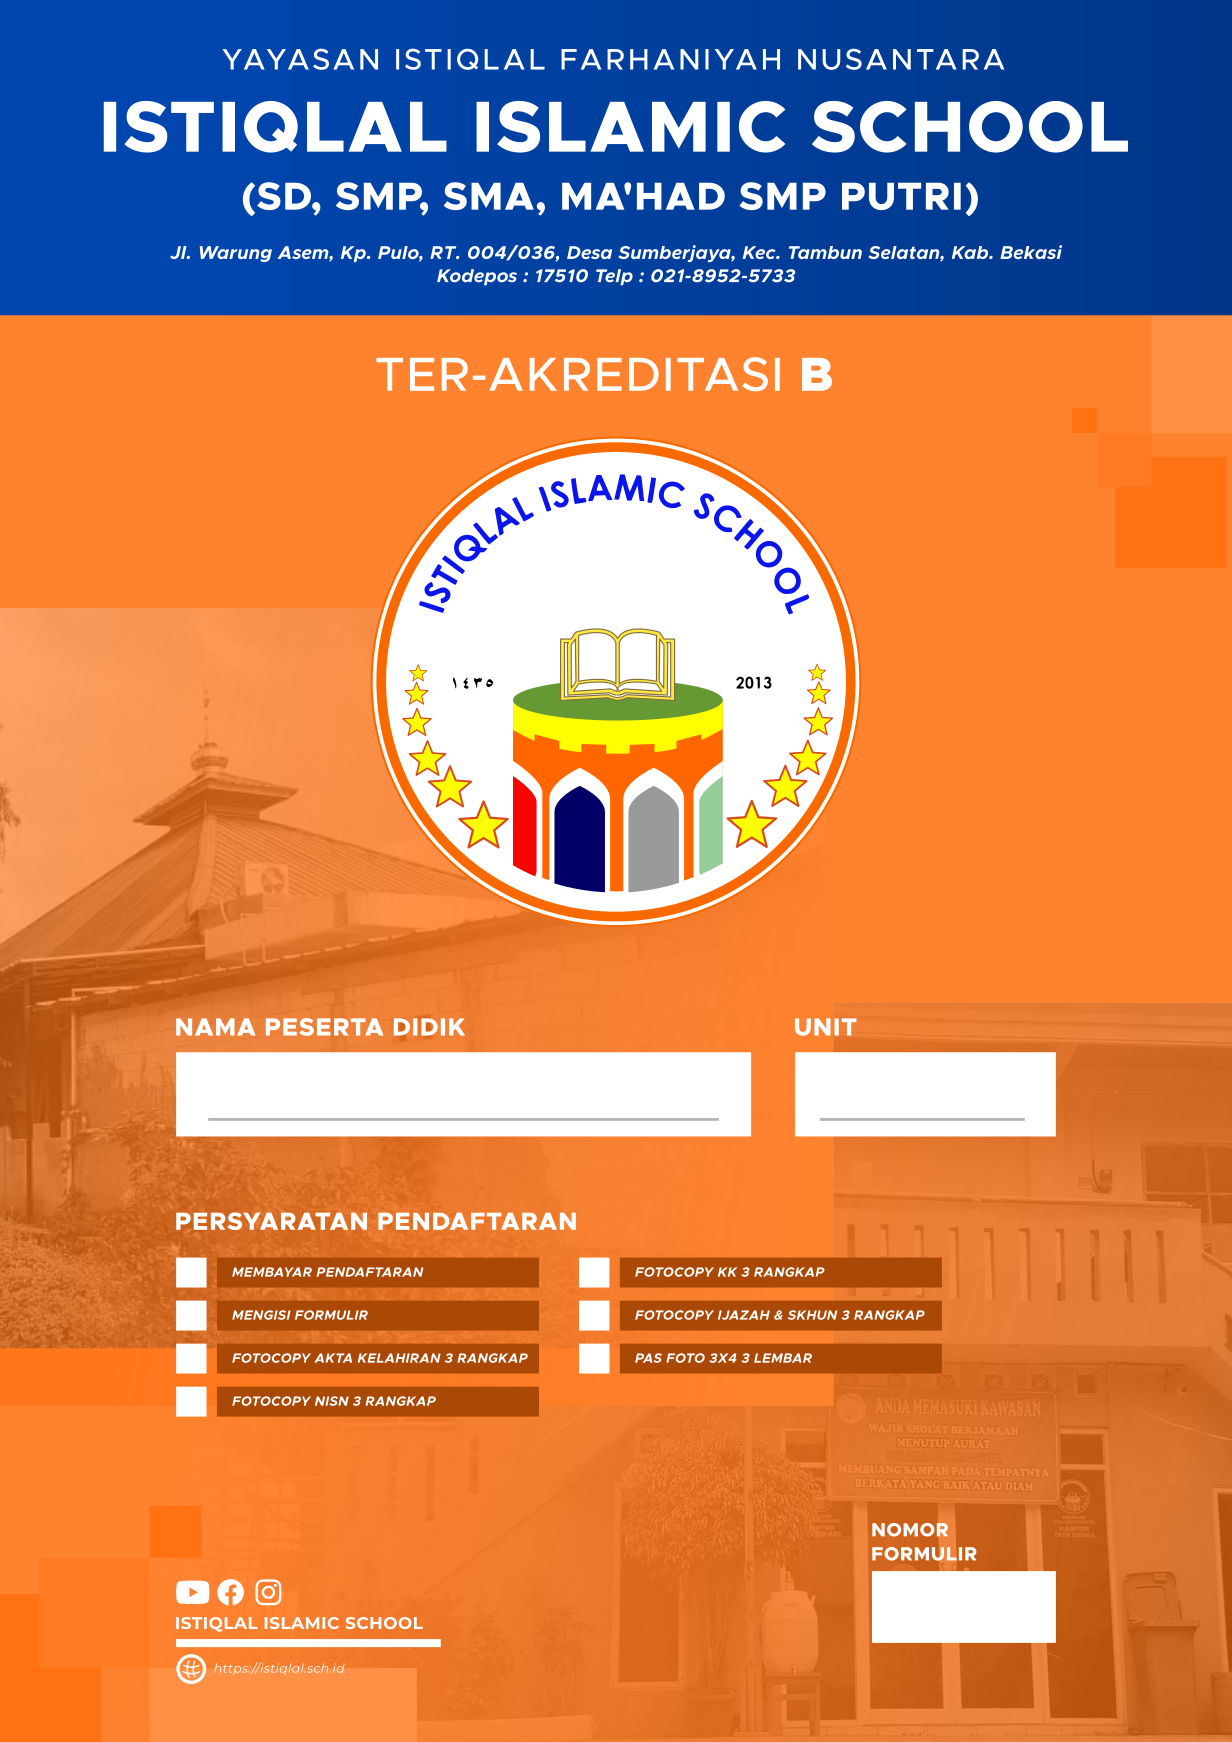 YAYASAN ISTIQLAL FARHANIYAH NUSANTARA
ISTIQLAL ISLAMIC SCHOOL
(SD, SMP, SMA, MA'HAD SMP PUTRI)
Jl. Warung Asem, Kp. Pulo, RT. 004/036, Desa Sumberjaya, Kec. Tambun Selatan, Kab. Bekasi
Kodepos : 17510 Telp : 021-8952-5733
TER-AKREDITASI B
ISTIQLAL ISLAMIC SCHOOL
١٤٣٥
2013
NAMA PESERTA DIDIK
UNIT
PERSYARATAN PENDAFTARAN
MEMBAYAR PENDAFTARAN
MENGISI FORMULIR
FOTOCOPY AKTA KELAHIRAN 3 RANGKAP
FOTOCOPY NISN 3 RANGKAP
FOTOCOPY KK 3 RANGKAP
FOTOCOPY IJAZAH & SKHUN 3 RANGKAP
PAS FOTO 3X4 3 LEMBAR
ANDA MEMASUKI KAWASAN
WAJIB SHOLAT BERJAMAAH
MENUTUP AURAT
MEMBUANG SAMPAH PADA TEMPATNYA
BERKATA YANG BAIK ATAU DIAM
KANTOR
TATA USAHA
NOMOR
FORMULIR
ISTIQLAL ISLAMIC SCHOOL
https://istiqlal.sch.id